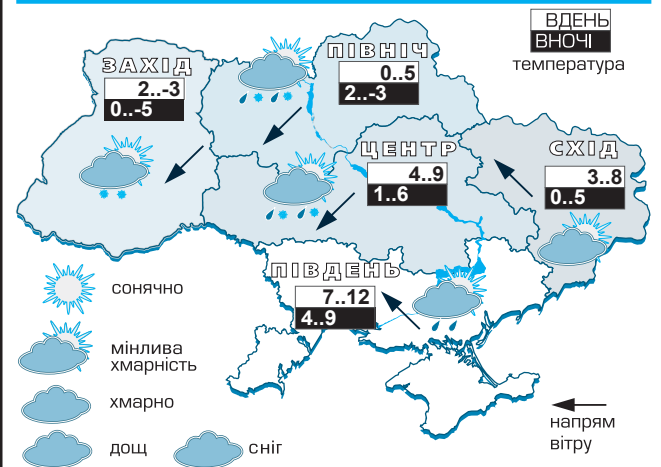 ВДЕНЬ
ВНОЧІ
температура
ПІВНІЧ
0..5
2..-3
ЗАХІД
2..-3
0..-5
ЦЕНТР
4..9
1..6
СХІД
3..8
0..5
ПІВДЕНЬ
7..12
4..9
сонячно
мінлива
хмарність
хмарно
дощ
сніг
напрям
вітру